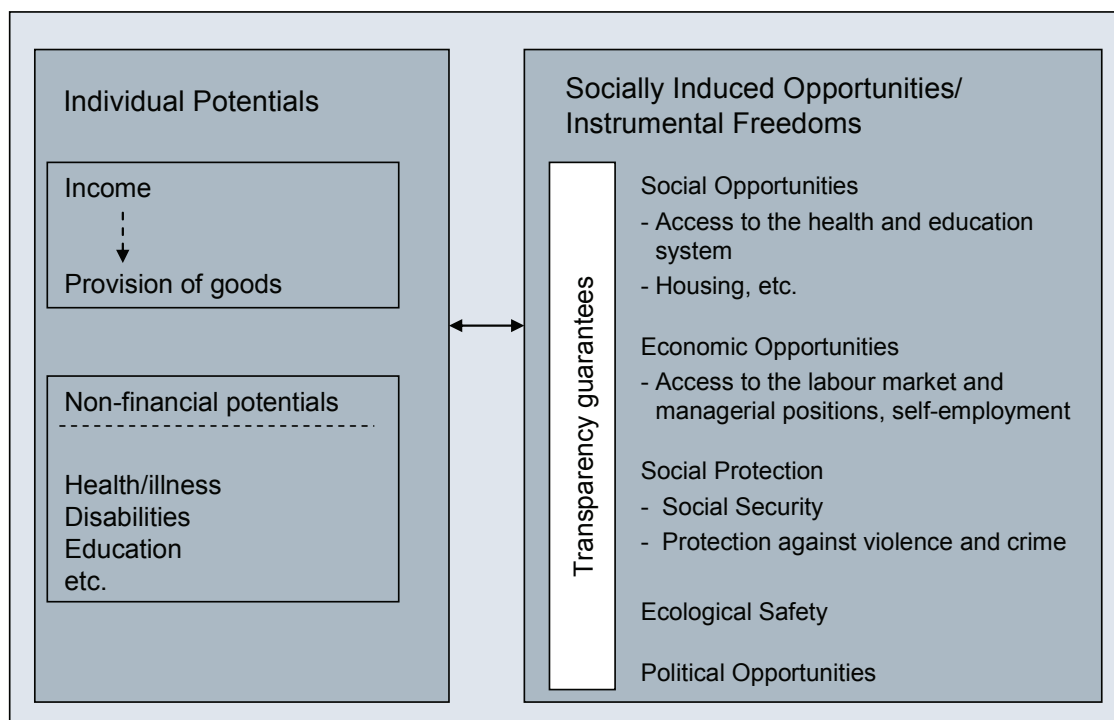 Individual Potentials
Income
Provision of goods
Non-financial potentials
Health/illness
Disabilities
Education
etc.
Socially Induced Opportunities/
Instrumental Freedoms
Transparency guarantees
Social Opportunities
- Access to the health and education
system
- Housing, etc.
Economic Opportunities
- Access to the labour market and
managerial positions, self-employment
Social Protection
- Social Security
- Protection against violence and crime
Ecological Safety
Political Opportunities